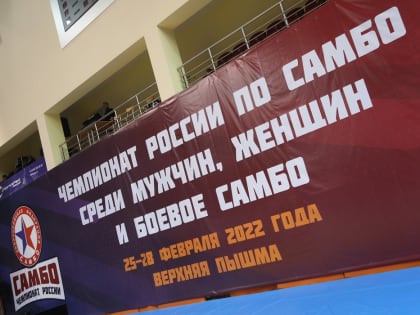 ЧЕМПИОНАТ РОССИИ ПО САМБО
СРЕДИ МУЖЧИН, ЖЕНЩИН
И БОЕВОЕ САМБО
25-28 ФЕВРАЛЯ 2022 ГОДА
ВЕРХНЯЯ ПЫШМА
САМБО
ЧЕМПИОНАТ РОССИИ